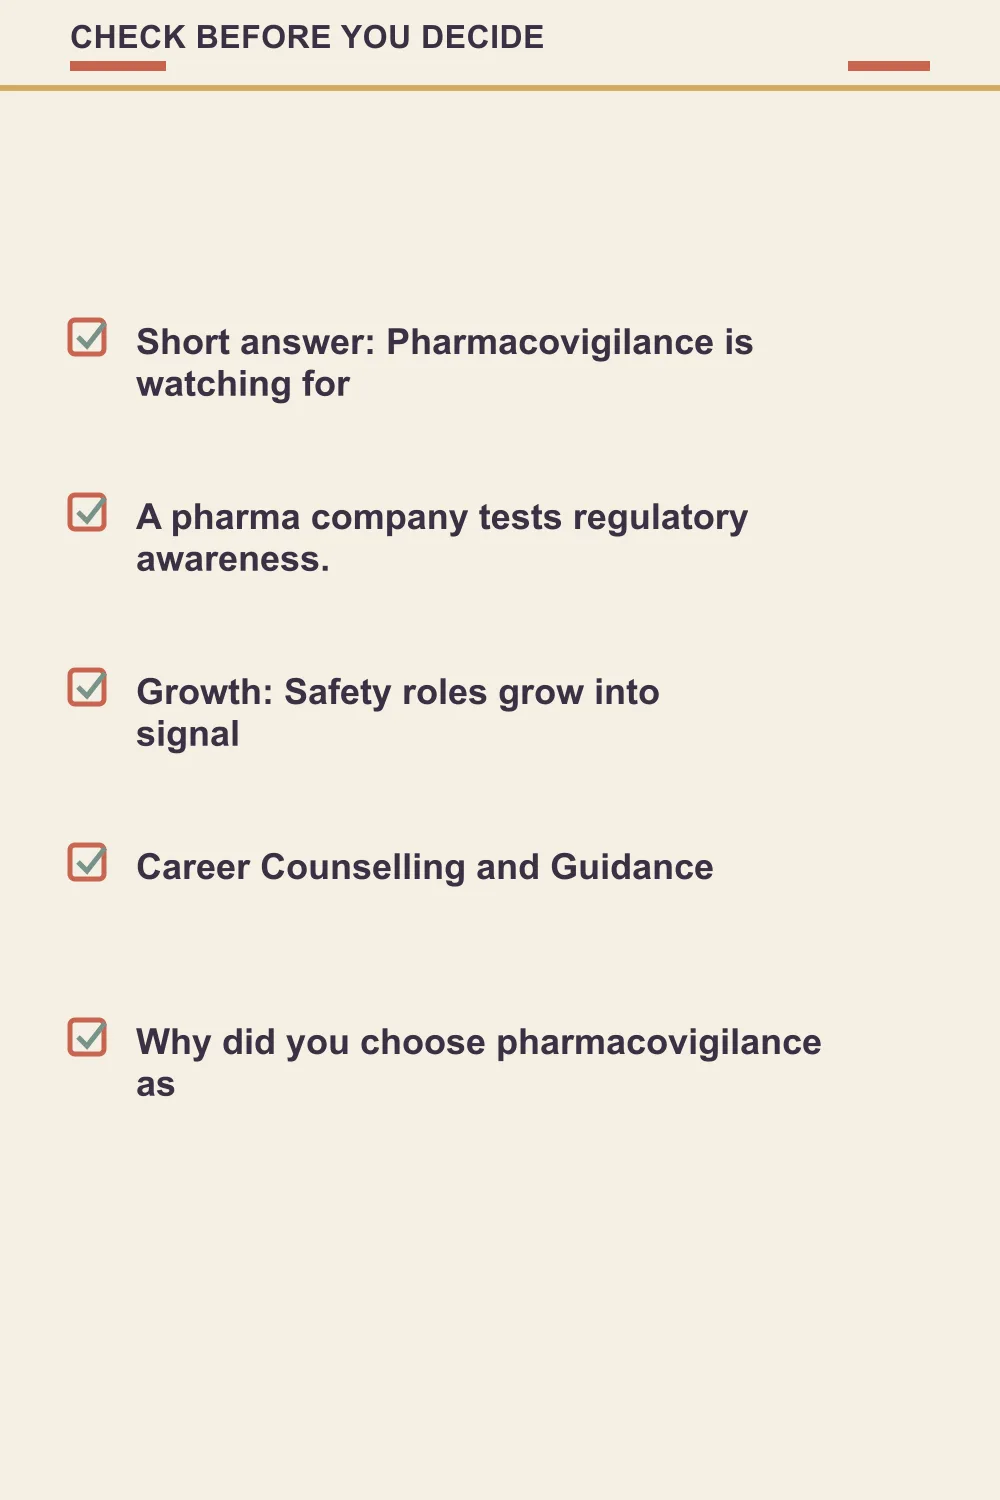 CHECK BEFORE YOU DECIDE
Short answer: Pharmacovigilance is
watching for
A pharma company tests regulatory
awareness.
Growth: Safety roles grow into
signal
Career Counselling and Guidance
Why did you choose pharmacovigilance
as